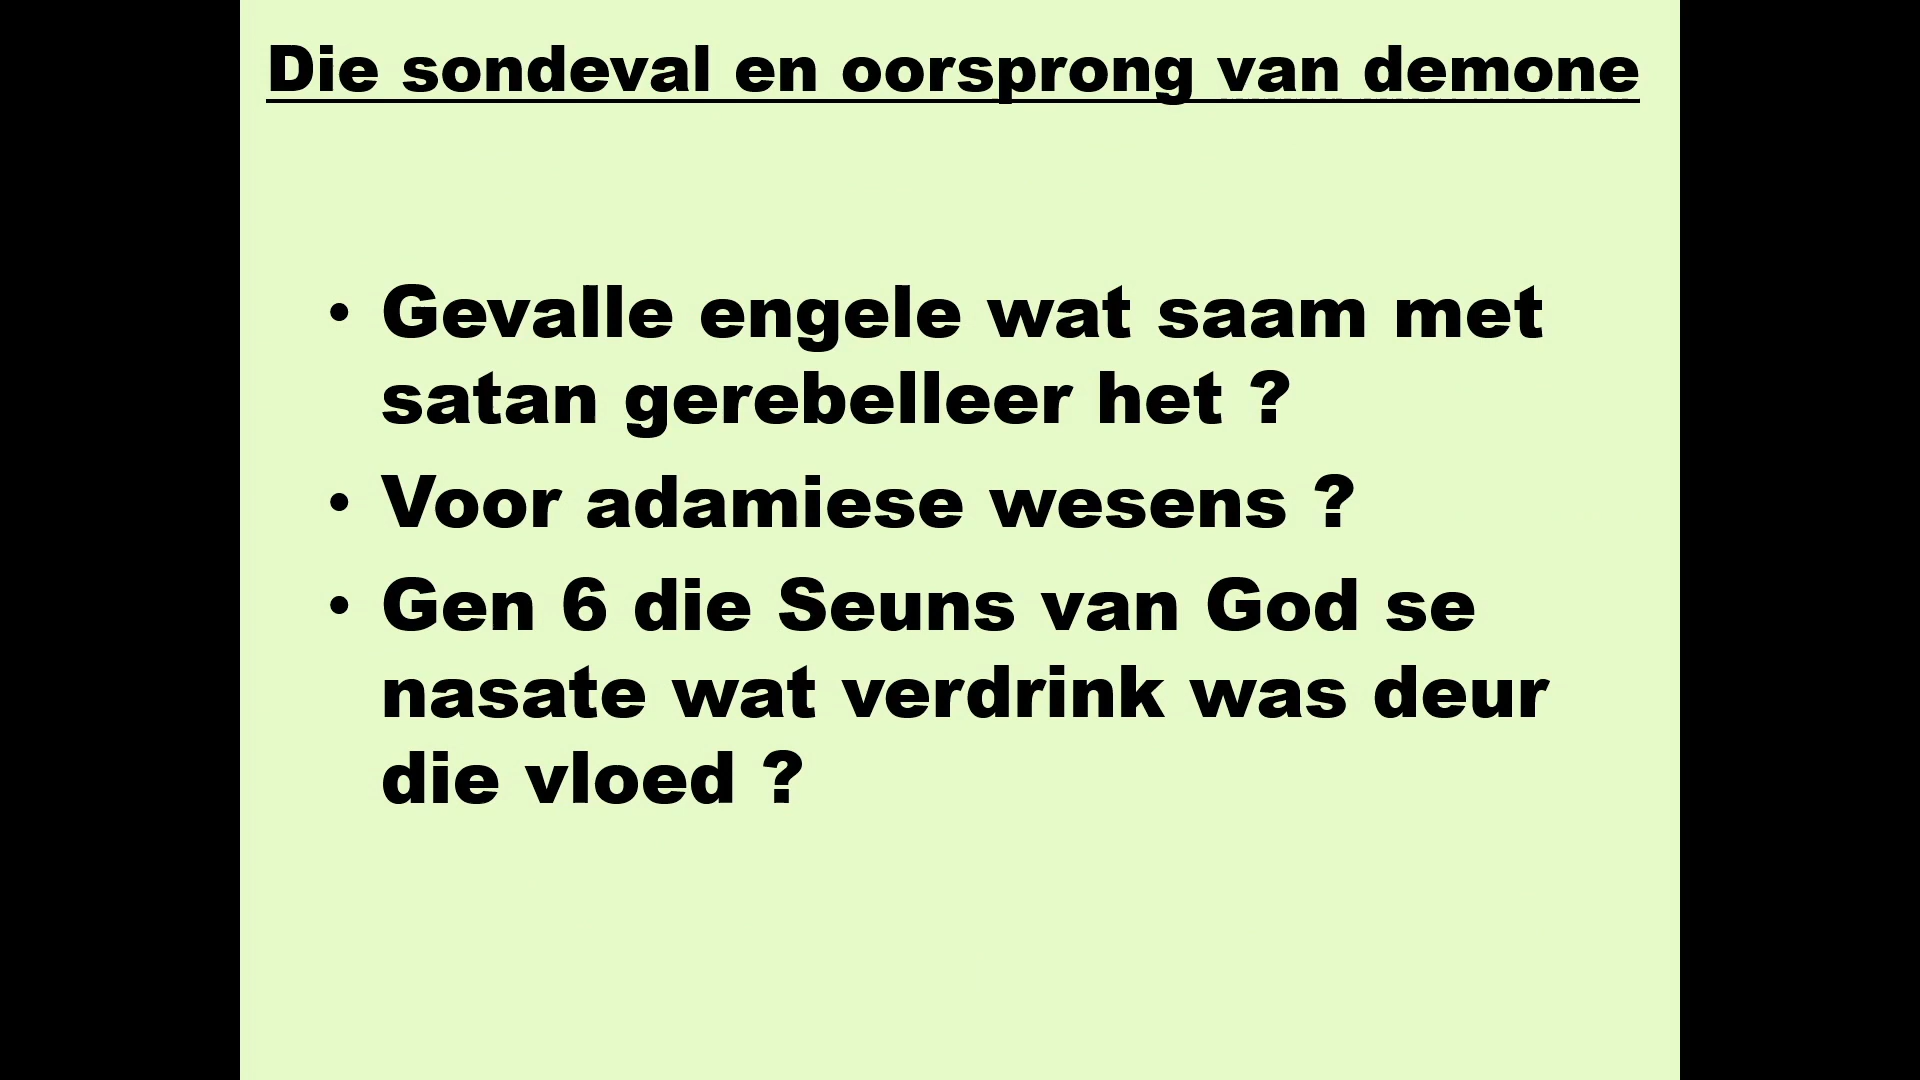 Die sondeval en oorsprong van demone
• Gevalle engele wat saam met
satan gerebelleer het ?
• Voor adamiese wesens ?
• Gen 6 die Seuns van God se
nasate wat verdrink was deur
die vloed ?